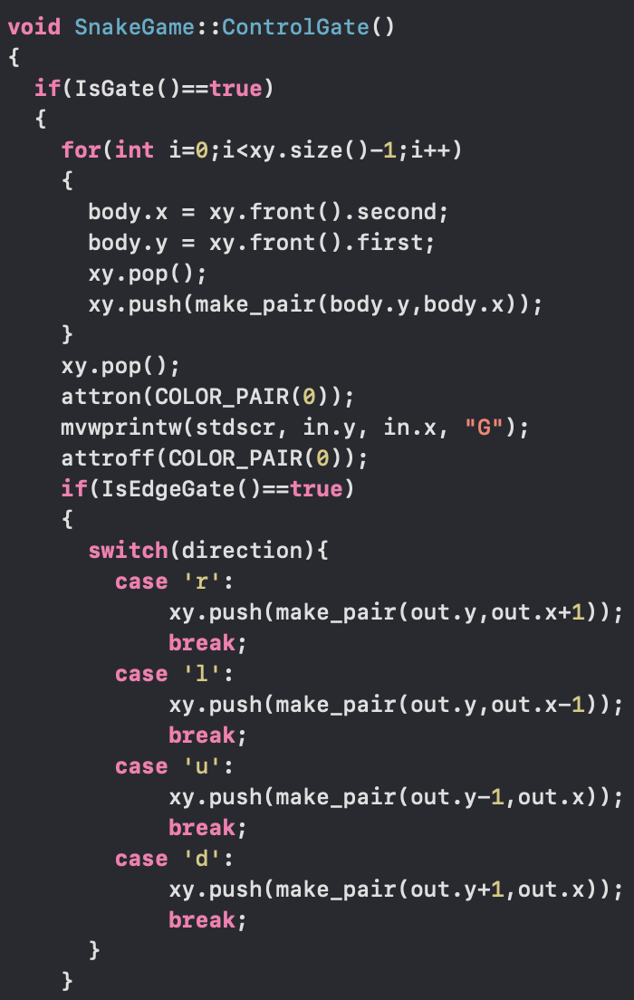 void SnakeGame::ControlGate()
{
  if(IsGate()==true)
  {
    for(int i=0;i<xy.size()-1;i++)
    {
      body.x = xy.front().second;
      body.y = xy.front().first;
      xy.pop();
      xy.push(make_pair(body.y,body.x));
    }
    xy.pop();
    attron(COLOR_PAIR(0));
    mvwprintw(stdscr, in.y, in.x, "G");
    attroff(COLOR_PAIR(0));
    if(IsEdgeGate()==true)
    {
      switch(direction){
        case 'r':
            xy.push(make_pair(out.y,out.x+1));
            break;
        case 'l':
            xy.push(make_pair(out.y,out.x-1));
            break;
        case 'u':
            xy.push(make_pair(out.y-1,out.x));
            break;
        case 'd':
            xy.push(make_pair(out.y+1,out.x));
            break;
      }
    }